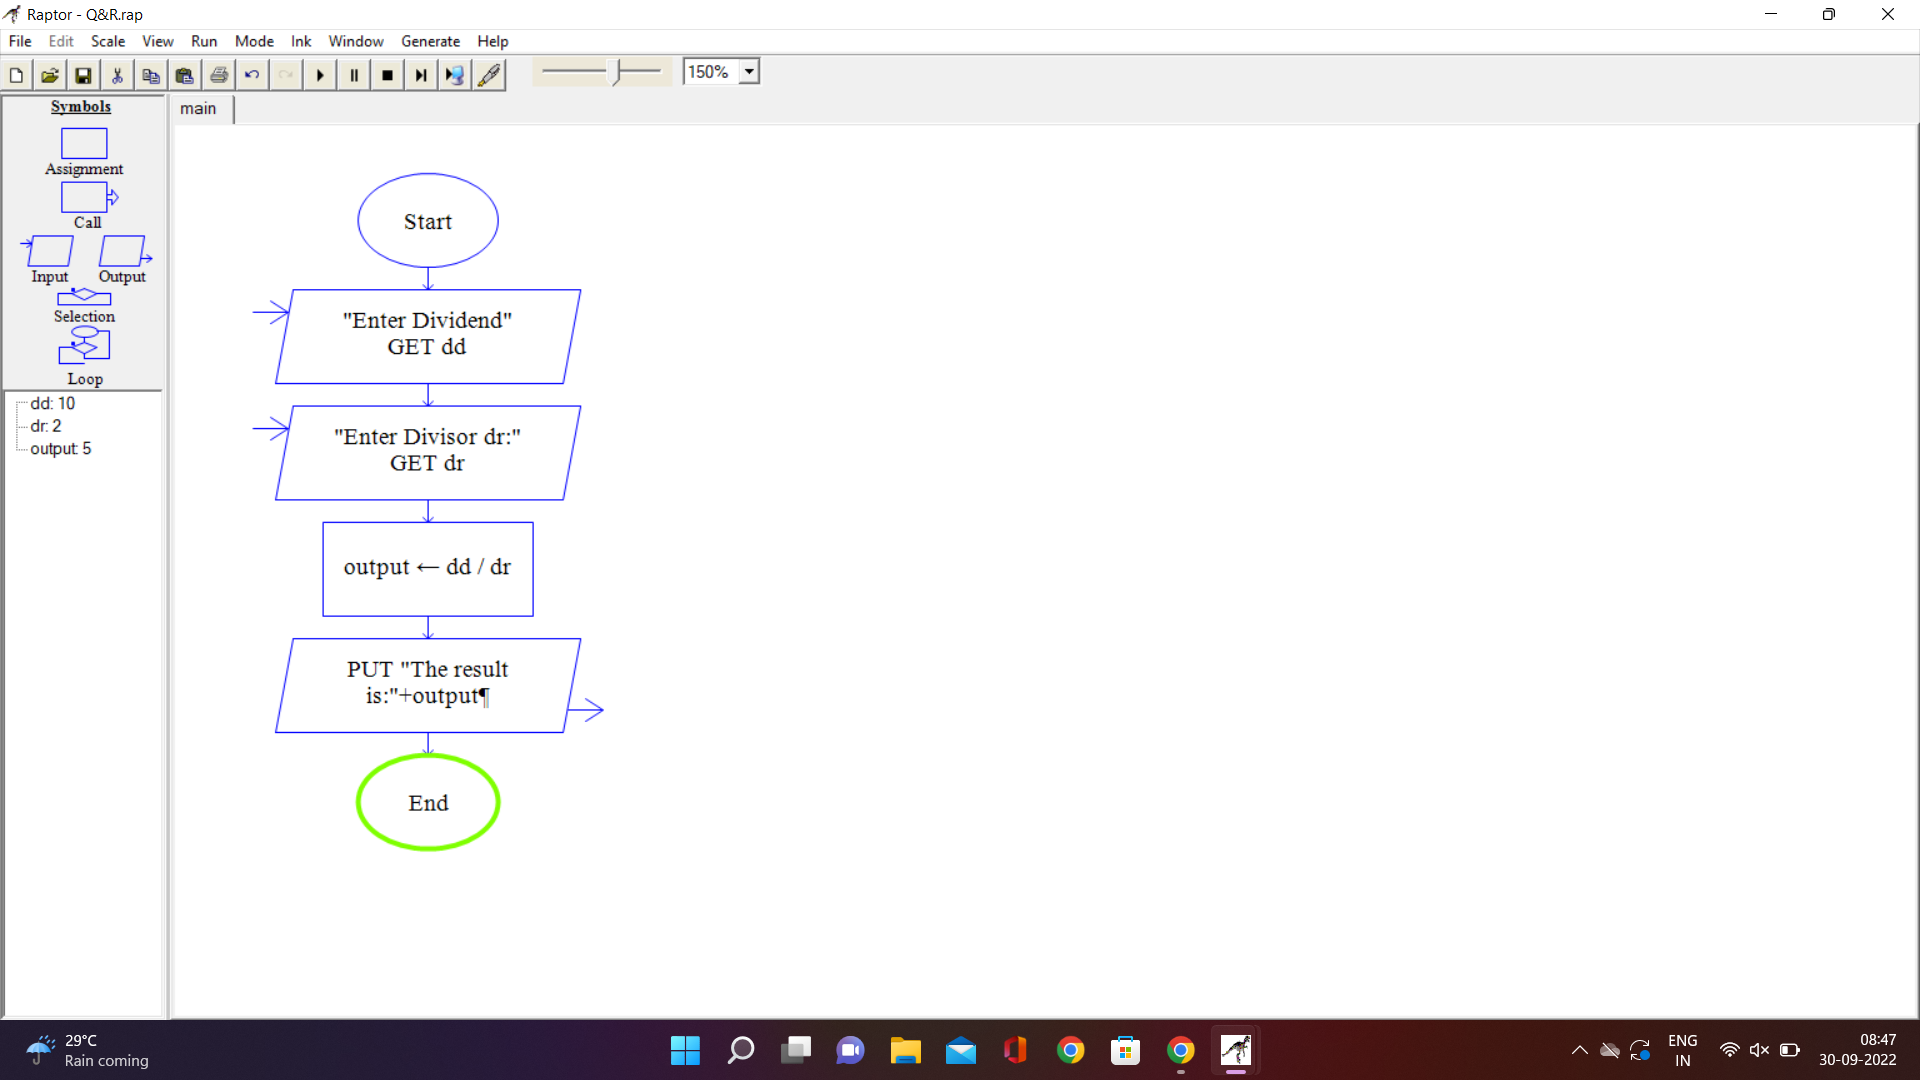 Raptor - Q&R.rap
File Edit Scale View Run Mode Ink Window Generate Help
150%
Symbols
Assignment
Call
Input Output
Selection
Loop
dd: 10
dr: 2
output: 5
main
Start
"Enter Dividend"
GET dd
"Enter Divisor dr:"
GET dr
output ← dd / dr
PUT "The result
is:"+output¶
End
29°C
Rain coming
ENG
IN
08:47
30-09-2022